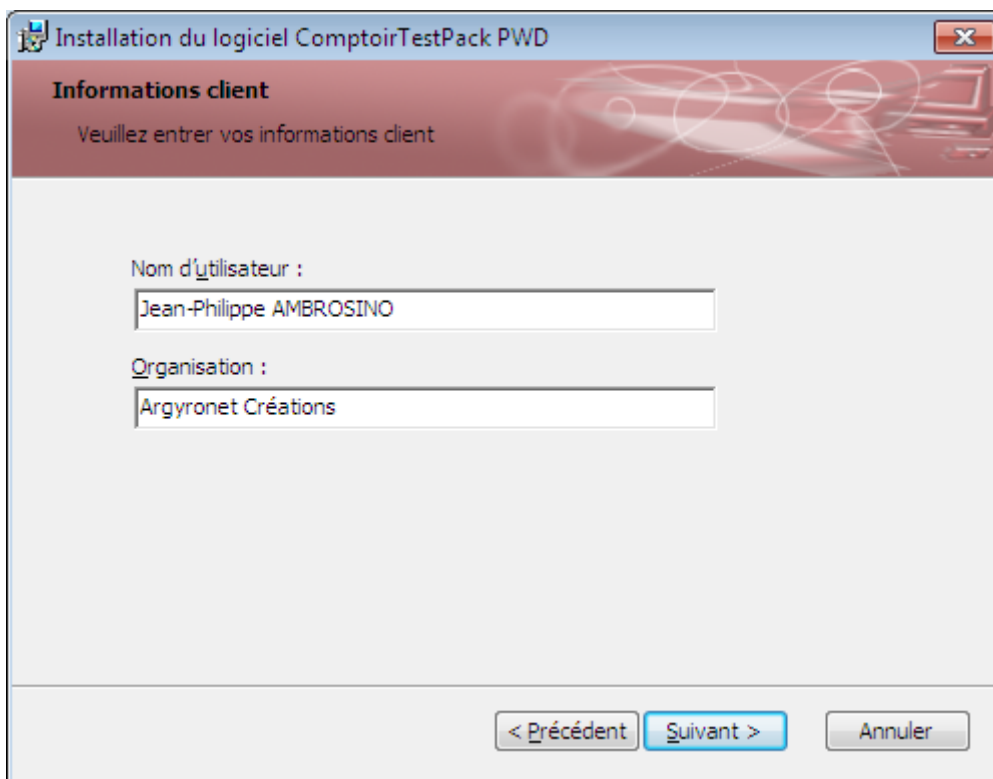 Installation du logiciel ComptoirTestPack PWD
Informations client
Veuillez entrer vos informations client
Nom d'utilisateur :
Jean-Philippe AMBROSINO
Organisation :
Argyronet Créations
< Précédent
Suivant >
Annuler